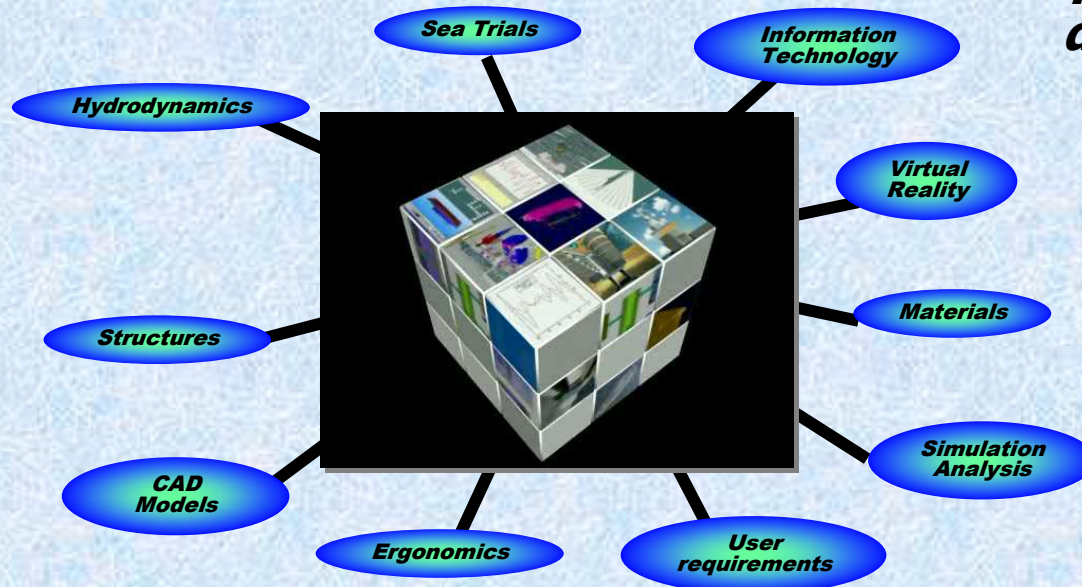 Sea Trials
Information
Technology
Hydrodynamics
Virtual
Reality
Materials
Structures
Simulation
Analysis
CAD
Models
Ergonomics
User
requirements